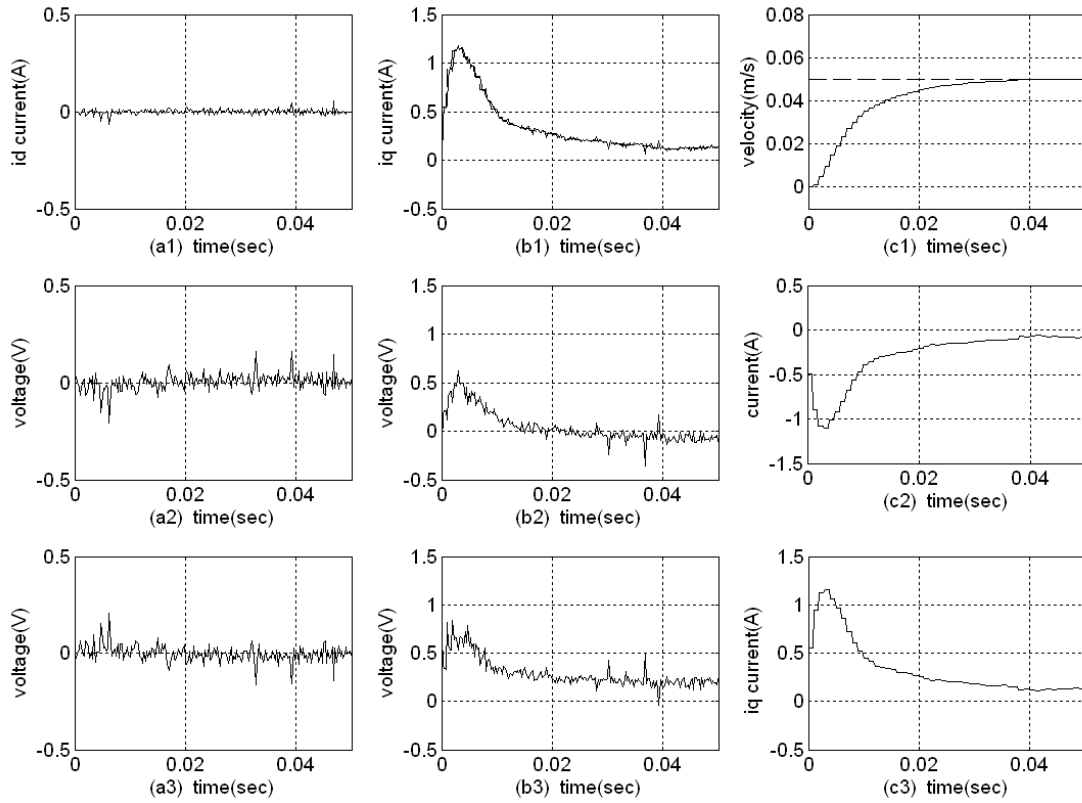 0.5
0
-0.5
id current(A)
0 0.02 0.04
(a1) time(sec)
1.5
1
0.5
0
-0.5
iq current(A)
0 0.02 0.04
(b1) time(sec)
0.08
0.06
0.04
0.02
0
velocity(m/s)
0 0.02 0.04
(c1) time(sec)
0.5
0
-0.5
voltage(V)
0 0.02 0.04
(a2) time(sec)
1.5
1
0.5
0
-0.5
voltage(V)
0 0.02 0.04
(b2) time(sec)
0.5
0
-0.5
-1
-1.5
current(A)
0 0.02 0.04
(c2) time(sec)
0.5
0
-0.5
voltage(V)
0 0.02 0.04
(a3) time(sec)
1.5
1
0.5
0
-0.5
voltage(V)
0 0.02 0.04
(b3) time(sec)
1.5
1
0.5
0
-0.5
iq current(A)
0 0.02 0.04
(c3) time(sec)